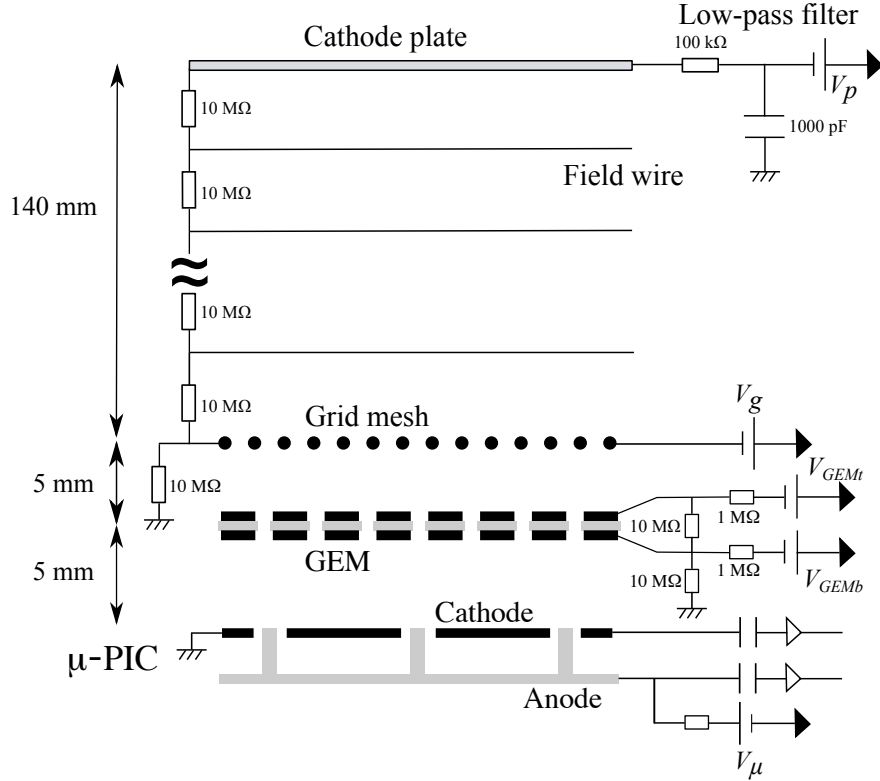 Low-pass filter
Cathode plate
100 kΩ
V_p
10 MΩ
1000 pF
Field wire
10 MΩ
140 mm
10 MΩ
10 MΩ
Grid mesh
V_g
5 mm
10 MΩ
V_GEMt
10 MΩ
1 MΩ
GEM
5 mm
10 MΩ
1 MΩ
V_GEMb
Cathode
μ-PIC
Anode
V_μ